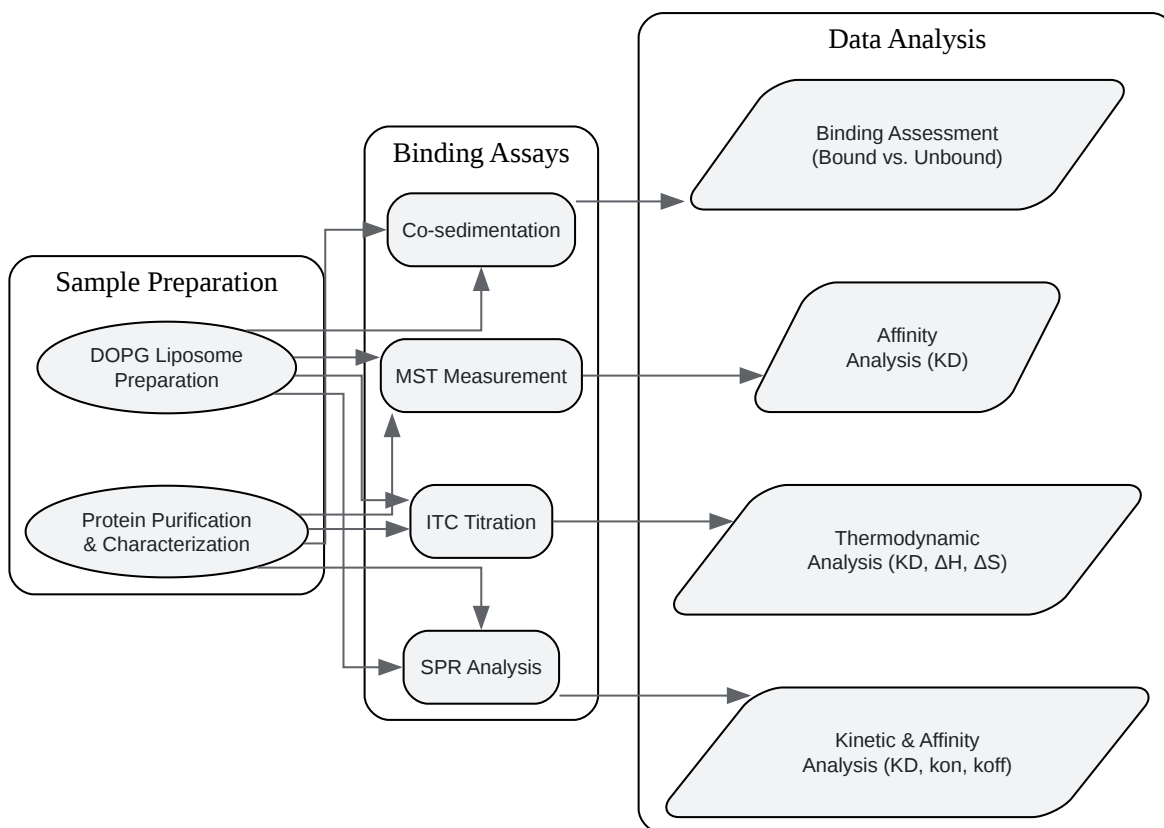 Sample Preparation
DOPG Liposome
Preparation
Protein Purification
& Characterization
Binding Assays
Co-sedimentation
MST Measurement
ITC Titration
SPR Analysis
Data Analysis
Binding Assessment
(Bound vs. Unbound)
Affinity
Analysis (KD)
Thermodynamic
Analysis (KD, ΔH, ΔS)
Kinetic & Affinity
Analysis (KD, kon, koff)